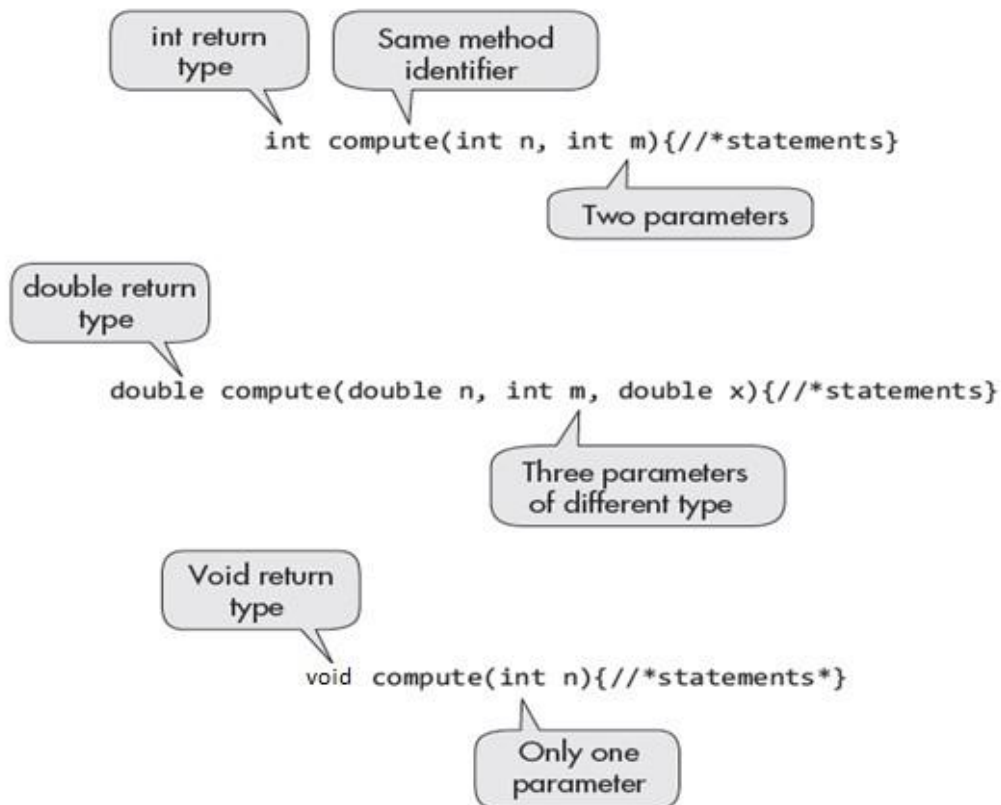 int return
type
Same method
identifier
int compute(int n, int m){//*statements}
Two parameters
double return
type
double compute(double n, int m, double x){//*statements}
Three parameters
of different type
Void return
type
void compute(int n){//*statements*}
Only one
parameter